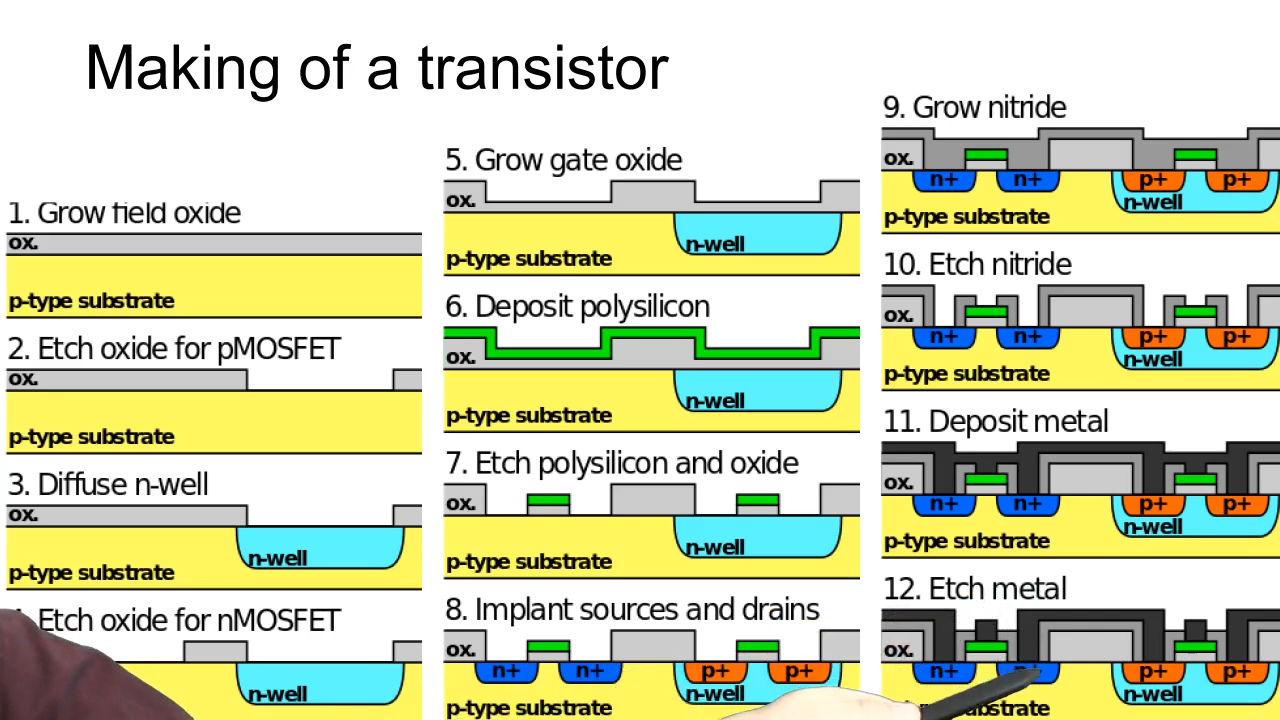 Making of a transistor
1. Grow field oxide
ox.
p-type substrate
2. Etch oxide for pMOSFET
ox.
p-type substrate
3. Diffuse n-well
ox.
n-well
p-type substrate
Etch oxide for nMOSFET
n-well
5. Grow gate oxide
ox.
n-well
p-type substrate
6. Deposit polysilicon
ox.
n-well
p-type substrate
7. Etch polysilicon and oxide
ox.
n-well
p-type substrate
8. Implant sources and drains
ox.
n+ n+ p+ p+
n-well
p-type substrate
9. Grow nitride
ox.
n+ n+ p+ p+
n-well
p-type substrate
10. Etch nitride
ox.
n+ n+ p+ p+
n-well
p-type substrate
11. Deposit metal
ox.
n+ n+ p+ p+
n-well
p-type substrate
12. Etch metal
ox.
n+ n+ p+ p+
n-well
substrate